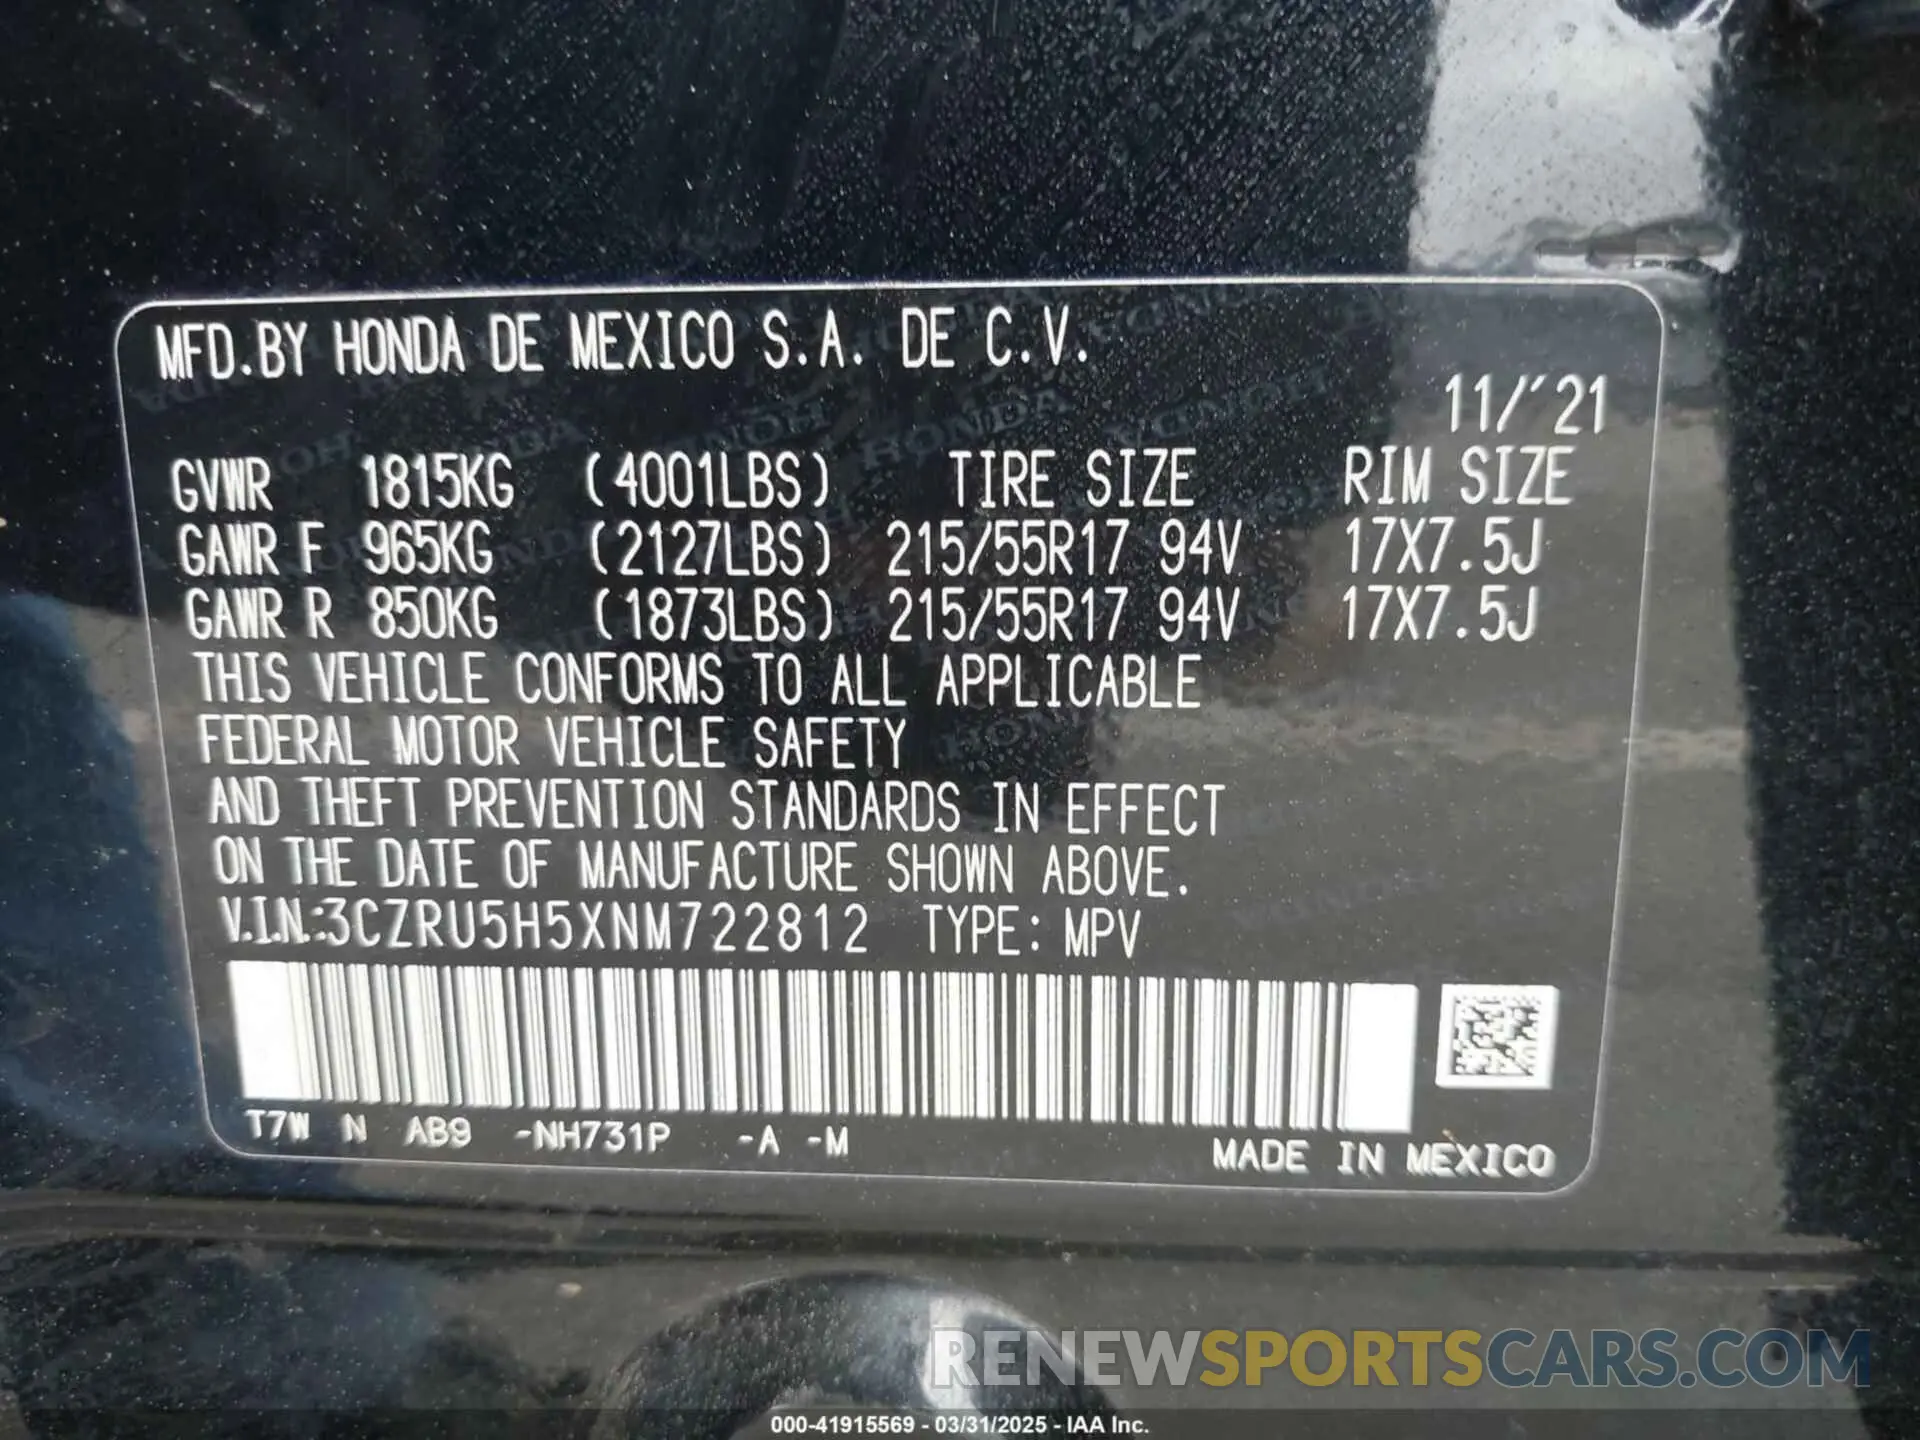 MFD.BY HONDA DE MEXICO S.A. DE C.V.
11/'21
GVWR 1815KG (4001LBS) TIRE SIZE RIM SIZE
GAWR F 965KG (2127LBS) 215/55R17 94V 17X7.5J
GAWR R 850KG (1873LBS) 215/55R17 94V 17X7.5J
THIS VEHICLE CONFORMS TO ALL APPLICABLE
FEDERAL MOTOR VEHICLE SAFETY
AND THEFT PREVENTION STANDARDS IN EFFECT
ON THE DATE OF MANUFACTURE SHOWN ABOVE.
V.I.N.:3CZRU5H5XNM722812 TYPE: MPV
T7W N AB9 -NH731P -A -M
MADE IN MEXICO
RENEWSPORTSCARS.COM
000-41915569 - 03/31/2025 - IAA Inc.